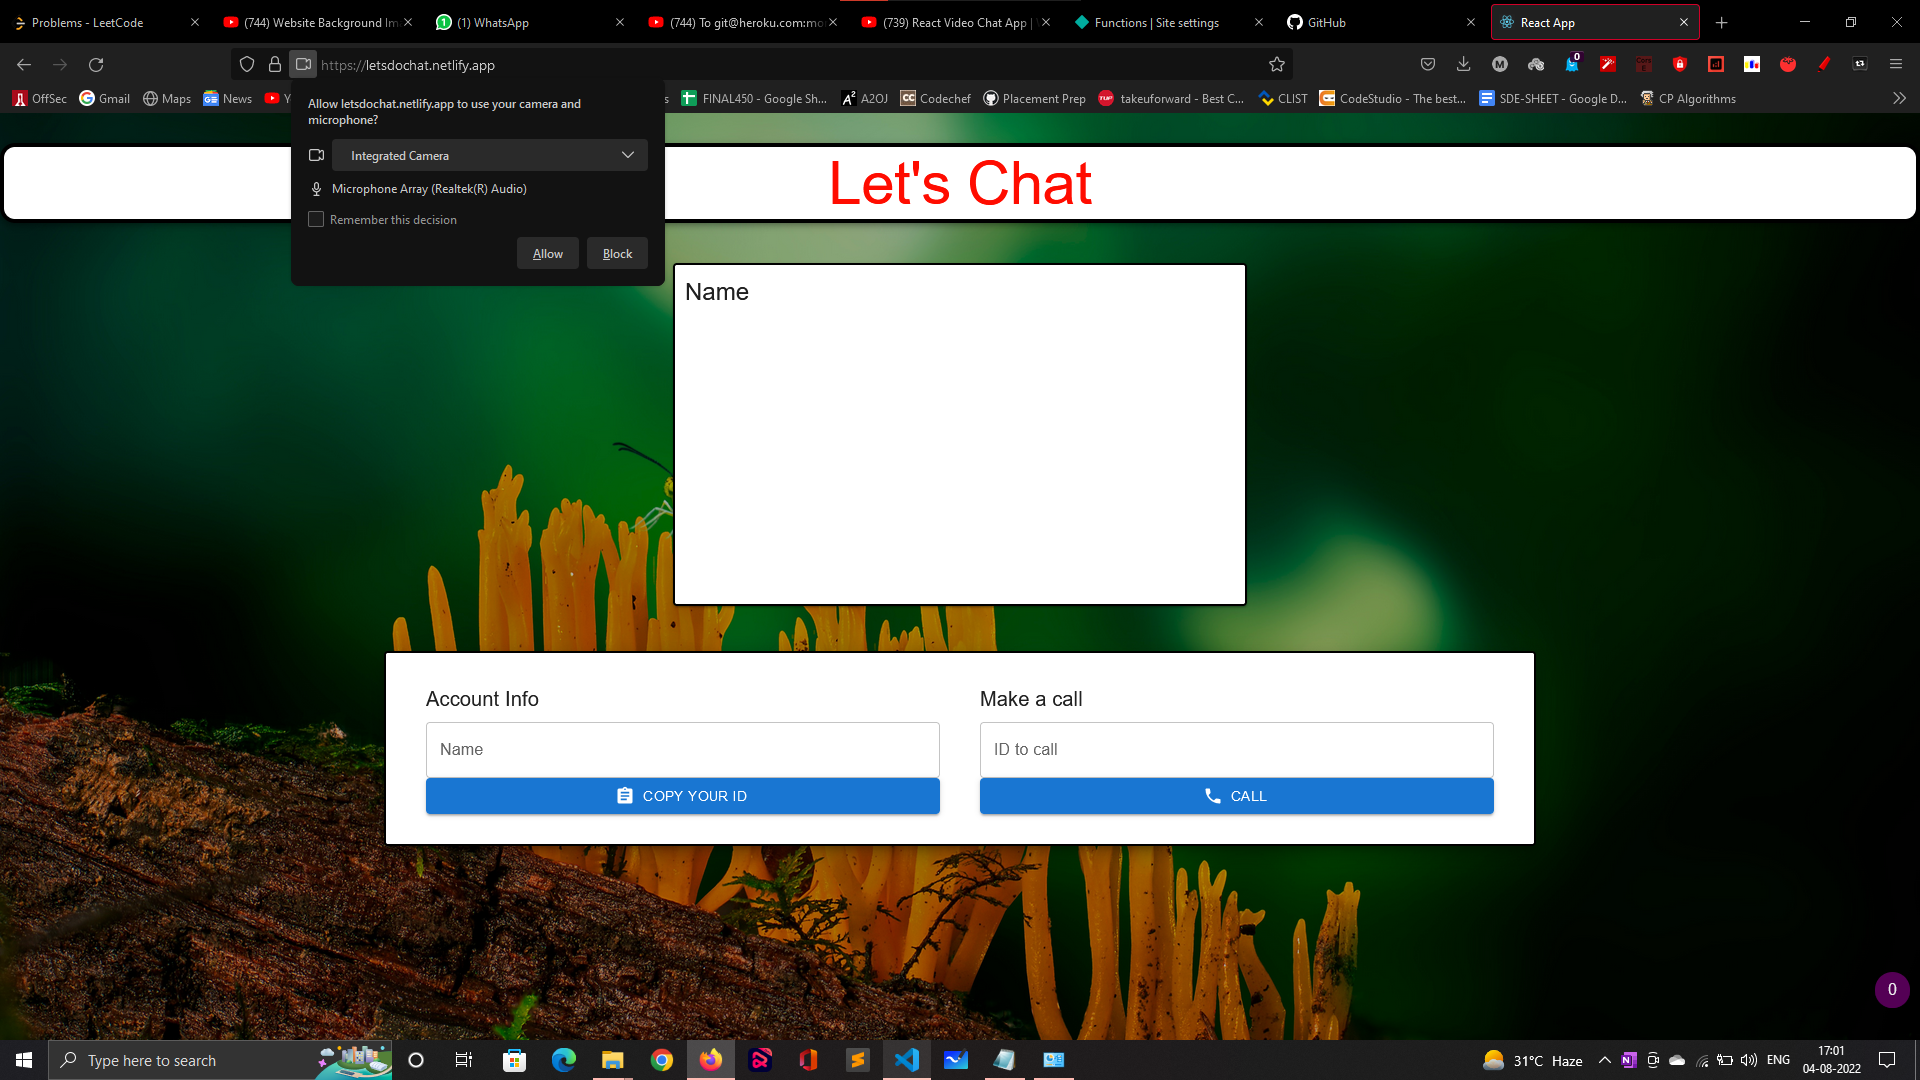 Problems - LeetCode
(744) Website Background Im
(1) WhatsApp
(744) To git@heroku.com:mo
(739) React Video Chat App |
Functions | Site settings
GitHub
React App
https://letsdochat.netlify.app
0
OffSec
Gmail
Maps
News
Y
s
FINAL450 - Google Sh...
A2OJ
Codechef
Placement Prep
takeuforward - Best C...
CLIST
CodeStudio - The best...
SDE-SHEET - Google D...
CP Algorithms
Allow letsdochat.netlify.app to use your camera and
microphone?
Integrated Camera
Microphone Array (Realtek(R) Audio)
Remember this decision
Allow
Block
Let's Chat
Name
Account Info
Name
COPY YOUR ID
Make a call
ID to call
CALL
0
Type here to search
31°C Haze
ENG
17:01
04-08-2022